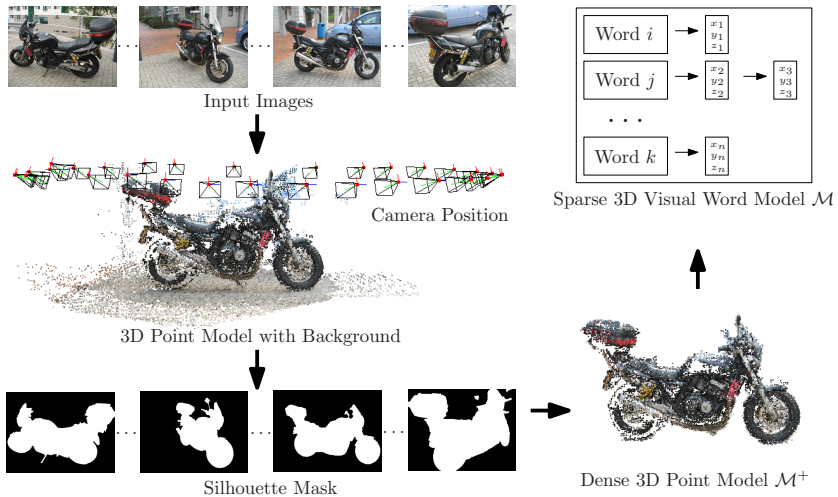 Input Images
Camera Position
3D Point Model with Background
Silhouette Mask
Dense 3D Point Model M⁺
Sparse 3D Visual Word Model M
Word i
x₁
y₁
z₁
Word j
x₂
y₂
z₂
x₃
y₃
z₃
. . .
Word k
xₙ
yₙ
zₙ